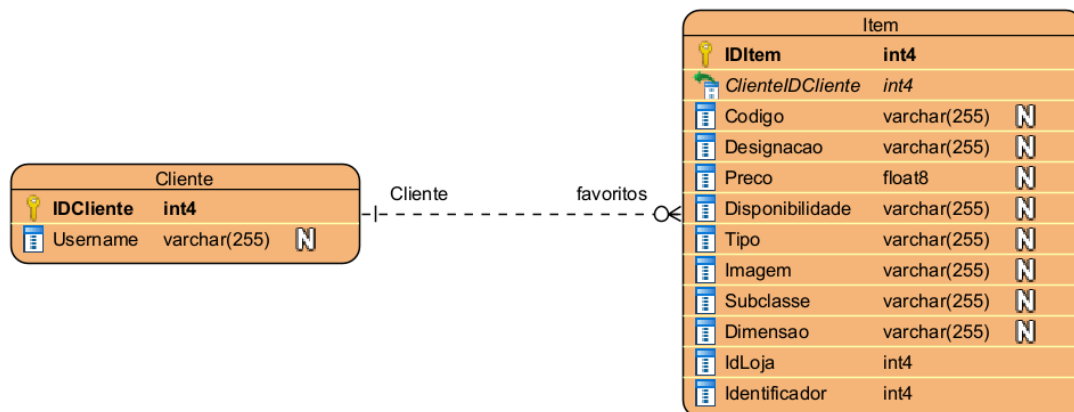 Item
IDItem int4
ClienteIDCliente int4
Codigo varchar(255) N
Designacao varchar(255) N
Preco float8 N
Disponibilidade varchar(255) N
Tipo varchar(255) N
Imagem varchar(255) N
Subclasse varchar(255) N
Dimensao varchar(255) N
IdLoja int4
Identificador int4
Cliente
IDCliente int4
Username varchar(255) N
Cliente favoritos